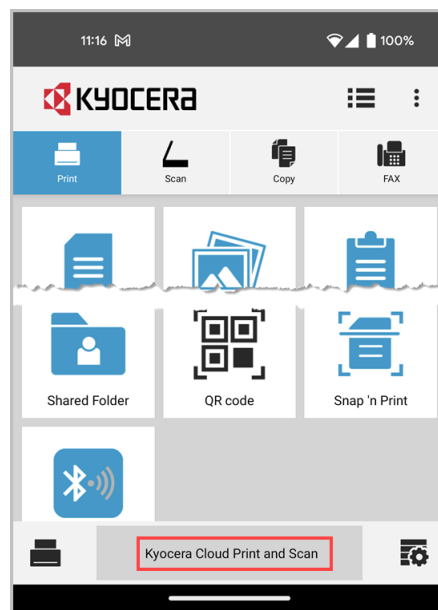 11:16 100%
KYOCERA
Print Scan Copy FAX
Shared Folder QR code Snap 'n Print
Kyocera Cloud Print and Scan